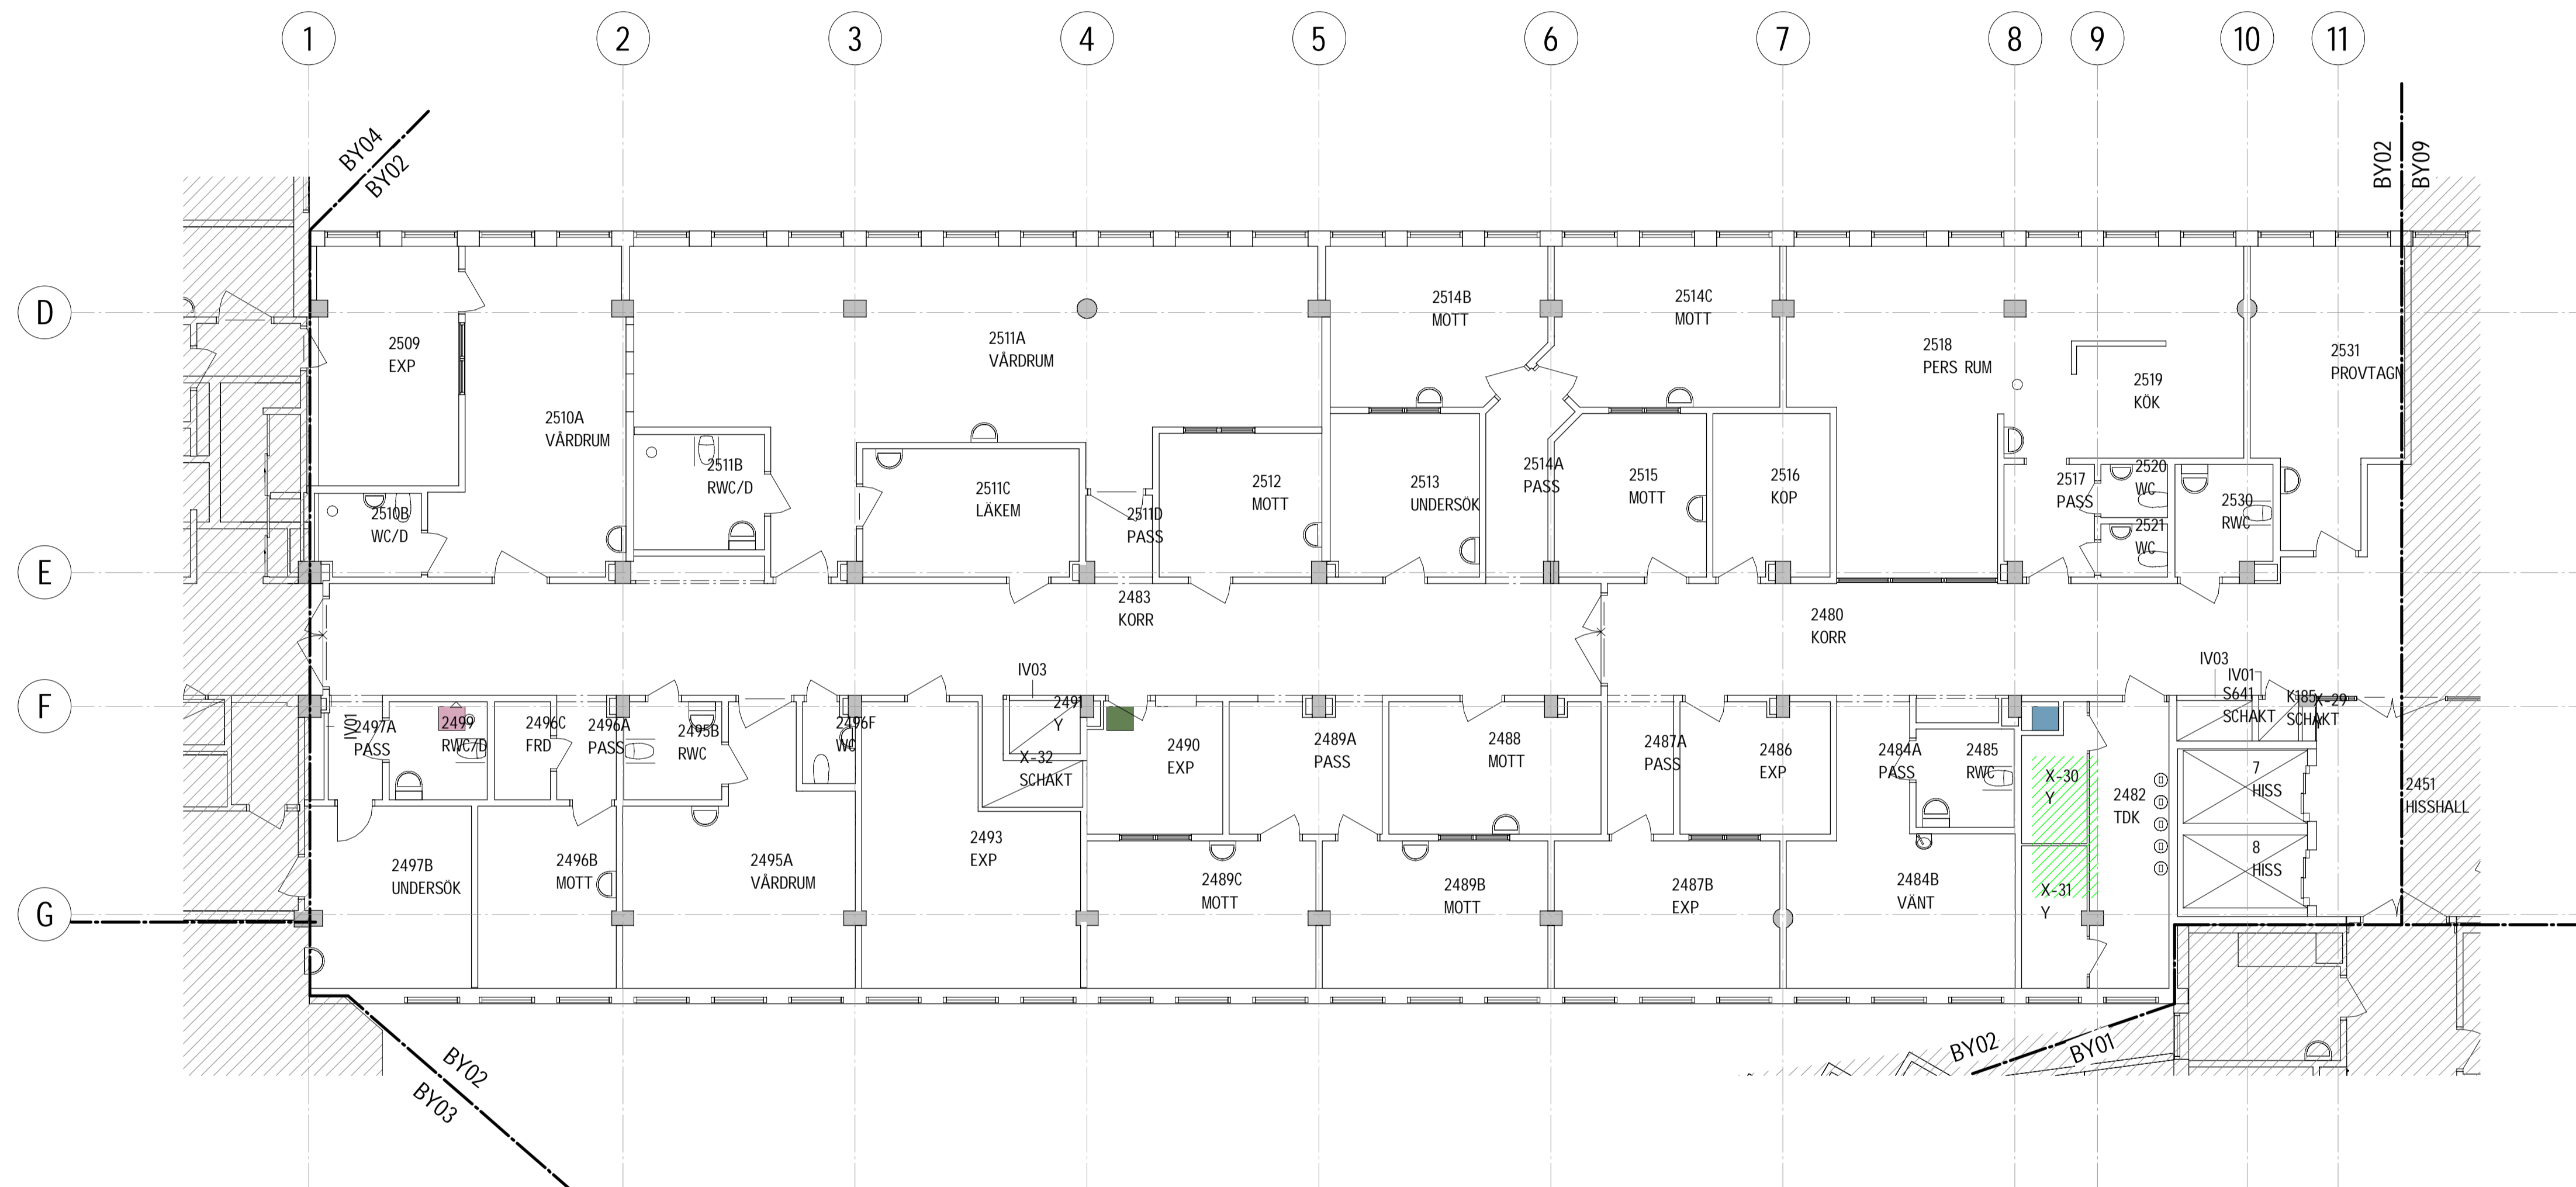 1
2
3
4
5
6
7
8
9
10
11
BY04
BY02
BY02
BY09
D
2514B
MOTT
2514C
MOTT
2509
EXP
2511A
VÅRDRUM
2518
PERS RUM
2531
PROVTAGN
2519
KÖK
2510A
VÅRDRUM
2511B
RWC/D
2511C
LÄKEM
2512
MOTT
2513
UNDERSÖK
2514A
PASS
2515
MOTT
2516
KOP
2517
PASS
2520
WC
2530
RWC
2510B
WC/D
2511D
PASS
2521
WC
E
2483
KORR
2480
KORR
IV03
IV03
IV01
F
IV01
2497A
PASS
2499
RWC/D
2496C
FRD
2496A
PASS
2495B
RWC
2496F
WC
2491
Y
X-32
SCHAKT
2490
EXP
2489A
PASS
2488
MOTT
2487A
PASS
2486
EXP
2484A
PASS
2485
RWC
X-30
Y
2482
TDK
S641
SCHAKT
K185
SCHAKT
X-29
Y
7
HISS
2451
HISSHALL
8
HISS
2497B
UNDERSÖK
2496B
MOTT
2495A
VÅRDRUM
2493
EXP
2489C
MOTT
2489B
MOTT
2487B
EXP
2484B
VÄNT
X-31
Y
G
BY02
BY03
BY02
BY01